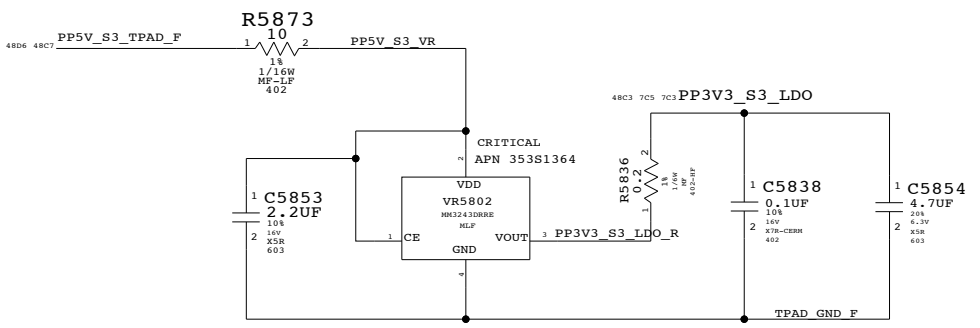 R5873
10
48D6 48C7
PP5V_S3_TPAD_F
1
2
PP5V_S3_VR
1%
1/16W
MF-LF
402
48C3 7C5 7C3
PP3V3_S3_LDO
CRITICAL
2
APN 353S1364
R5836
0.2
2
1
1%
1/6W
MF
402-HF
VDD
VR5802
MM3243DRRE
MLF
1
CE
VOUT
3
PP3V3_S3_LDO_R
GND
4
1
C5853
2.2UF
10%
2
16V
X5R
603
1
C5838
0.1UF
10%
2
16V
X7R-CERM
402
1
C5854
4.7UF
20%
2
6.3V
X5R
603
TPAD_GND_F